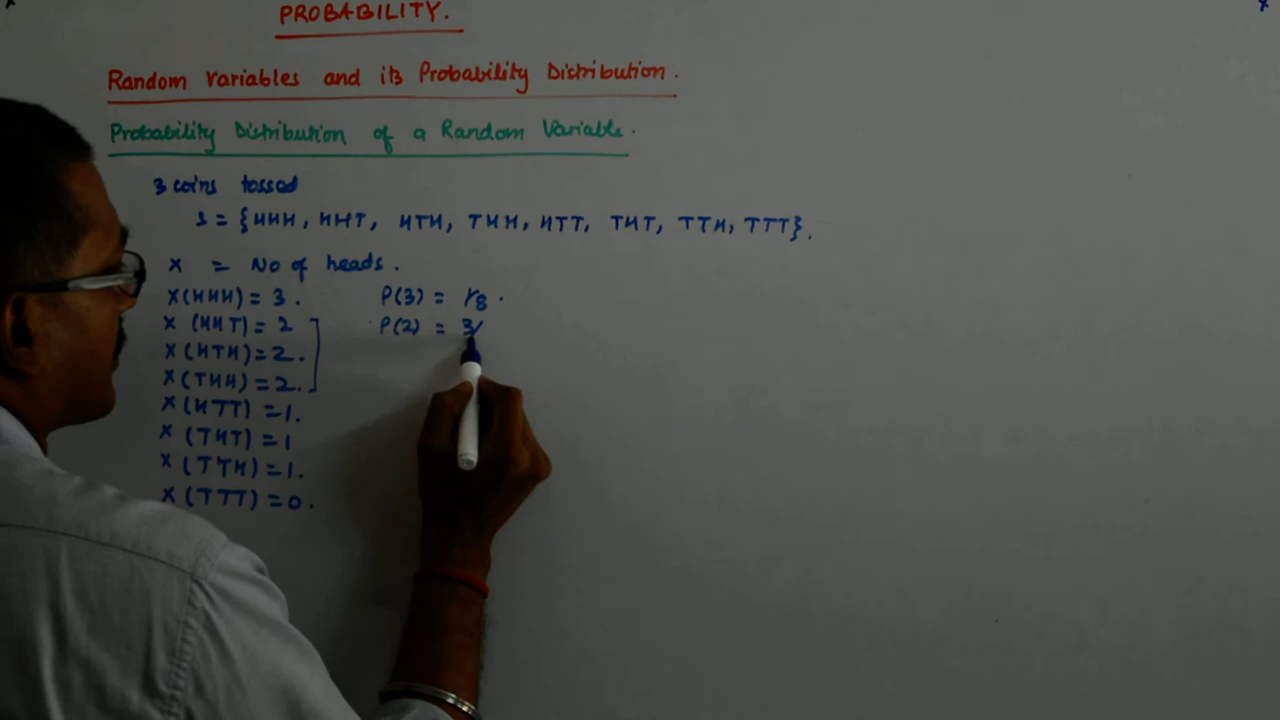 PROBABILITY.
Random Variables and its Probability Distribution.
Probability Distribution of a Random Variable.
3 coins tossed
S = {HHH, HHT, HTH, THH, HTT, THT, TTH, TTT}.
X = No of heads.
X(HHH) = 3. P(3) = 1/8.
X (HHT) = 2 P(2) = 3/
X(HTH)=2.
X(THH)=2.
X(HTT) =1.
X (THT) =1
X (TTH) =1.
X (TTT) =0.